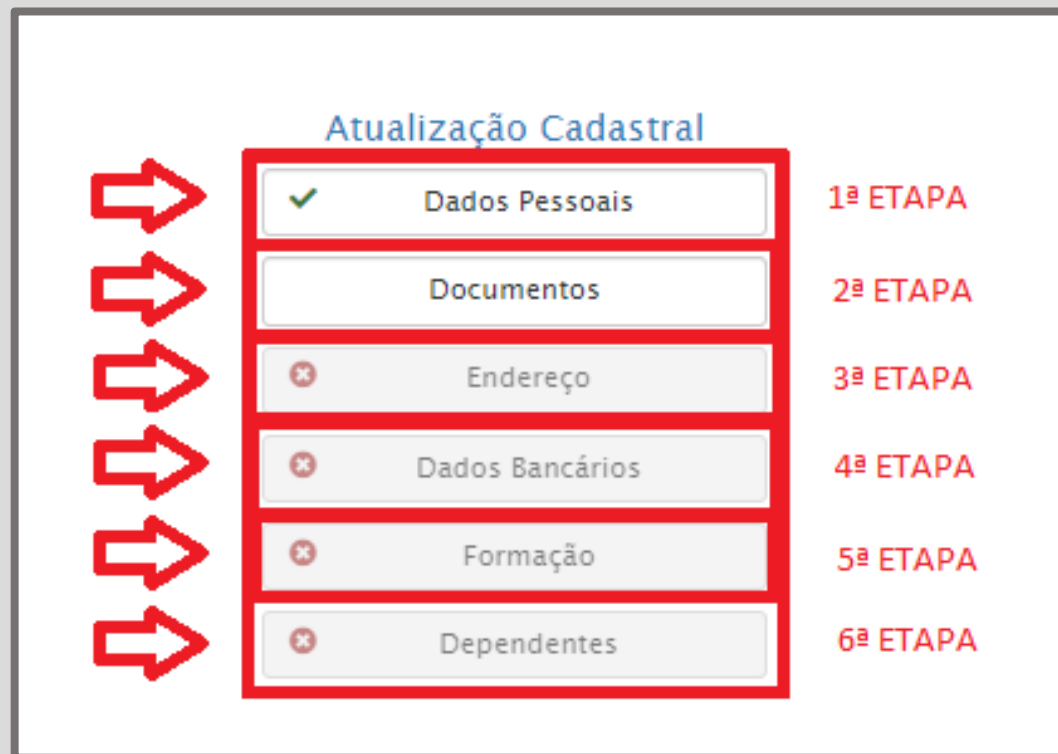 Atualização Cadastral
Dados Pessoais 1ª ETAPA
Documentos 2ª ETAPA
Endereço 3ª ETAPA
Dados Bancários 4ª ETAPA
Formação 5ª ETAPA
Dependentes 6ª ETAPA